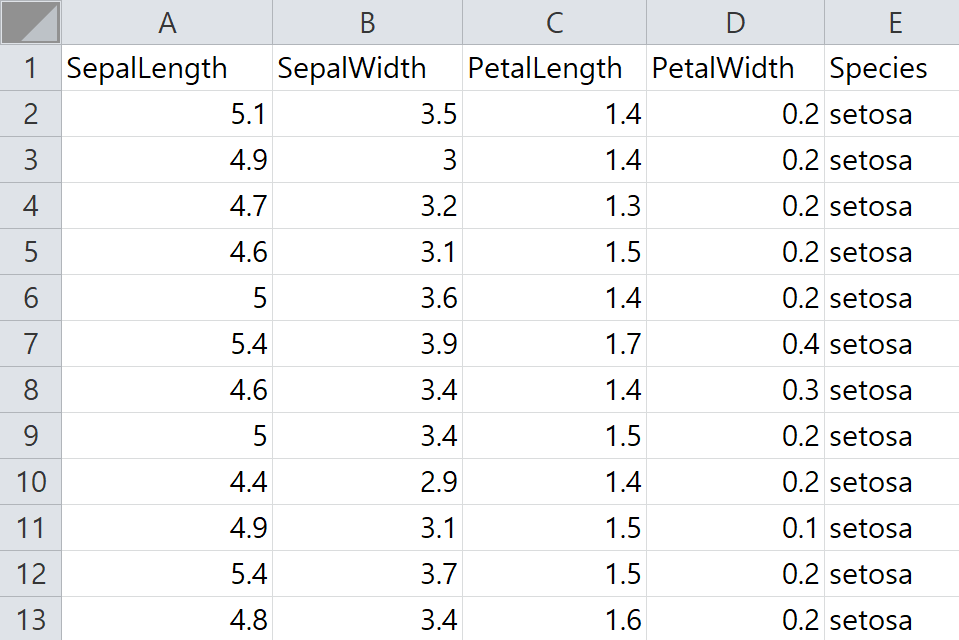 A B C D E
1 SepalLength SepalWidth PetalLength PetalWidth Species
2 5.1 3.5 1.4 0.2 setosa
3 4.9 3 1.4 0.2 setosa
4 4.7 3.2 1.3 0.2 setosa
5 4.6 3.1 1.5 0.2 setosa
6 5 3.6 1.4 0.2 setosa
7 5.4 3.9 1.7 0.4 setosa
8 4.6 3.4 1.4 0.3 setosa
9 5 3.4 1.5 0.2 setosa
10 4.4 2.9 1.4 0.2 setosa
11 4.9 3.1 1.5 0.1 setosa
12 5.4 3.7 1.5 0.2 setosa
13 4.8 3.4 1.6 0.2 setosa